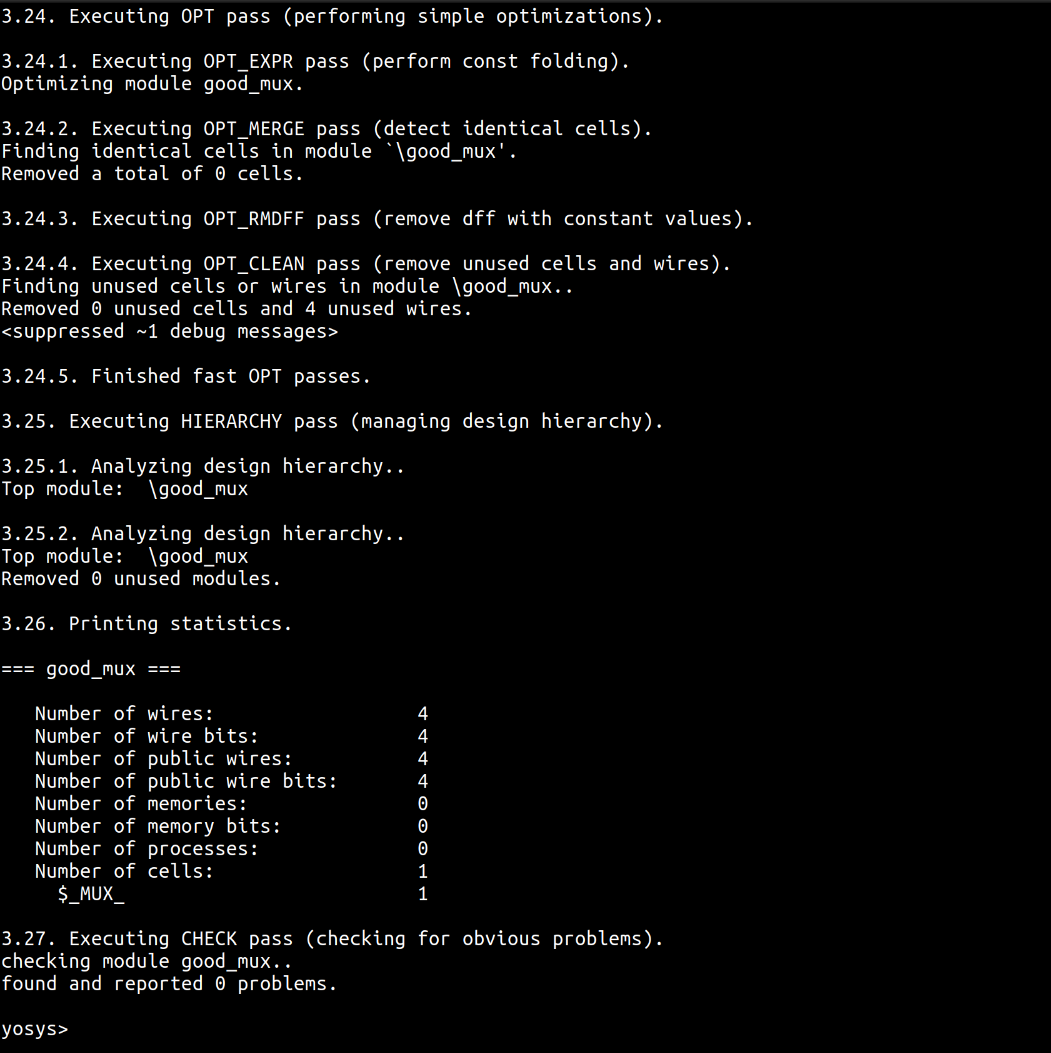 3.24. Executing OPT pass (performing simple optimizations).
3.24.1. Executing OPT_EXPR pass (perform const folding).
Optimizing module good_mux.
3.24.2. Executing OPT_MERGE pass (detect identical cells).
Finding identical cells in module `\good_mux'.
Removed a total of 0 cells.
3.24.3. Executing OPT_RMDFF pass (remove dff with constant values).
3.24.4. Executing OPT_CLEAN pass (remove unused cells and wires).
Finding unused cells or wires in module \good_mux..
Removed 0 unused cells and 4 unused wires.
<suppressed ~1 debug messages>
3.24.5. Finished fast OPT passes.
3.25. Executing HIERARCHY pass (managing design hierarchy).
3.25.1. Analyzing design hierarchy..
Top module:  \good_mux
3.25.2. Analyzing design hierarchy..
Top module:  \good_mux
Removed 0 unused modules.
3.26. Printing statistics.
=== good_mux ===
   Number of wires:                  4
   Number of wire bits:              4
   Number of public wires:           4
   Number of public wire bits:       4
   Number of memories:               0
   Number of memory bits:            0
   Number of processes:              0
   Number of cells:                  1
     $_MUX_                          1
3.27. Executing CHECK pass (checking for obvious problems).
checking module good_mux..
found and reported 0 problems.
yosys>